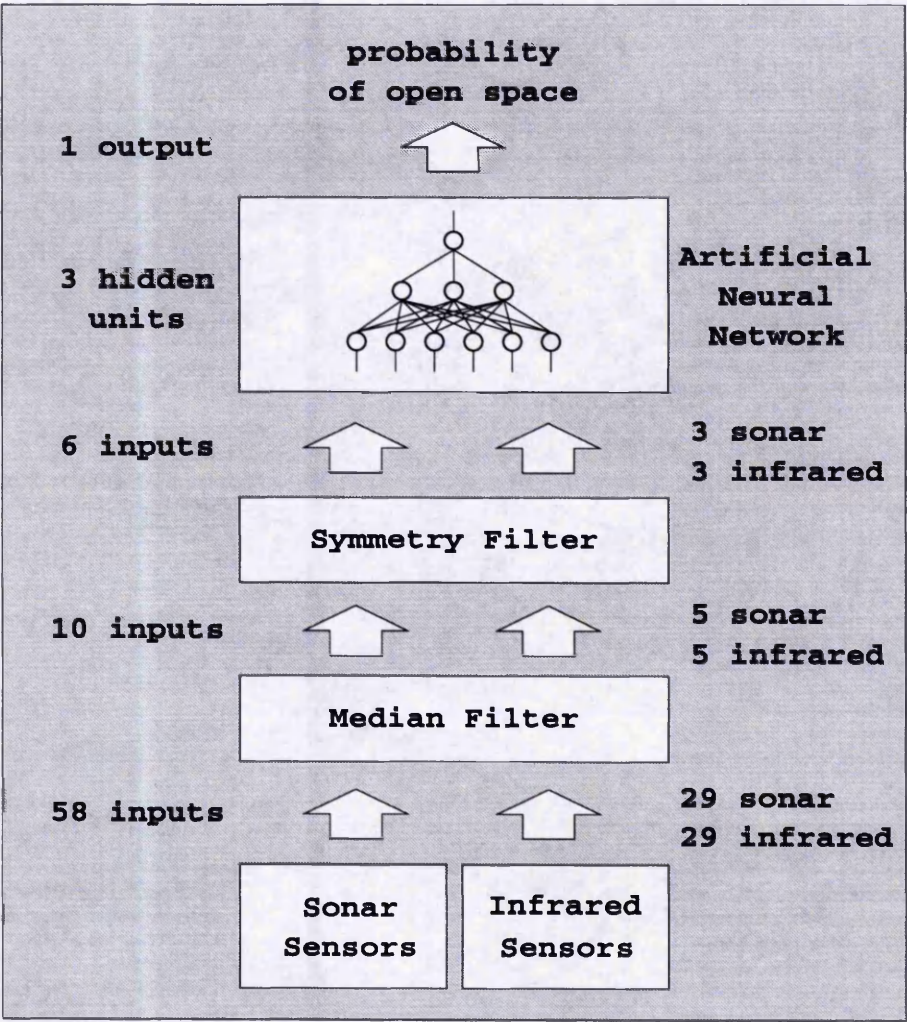 probability
of open space
1 output
3 hidden
units
Artificial
Neural
Network
6 inputs
3 sonar
3 infrared
Symmetry Filter
10 inputs
5 sonar
5 infrared
Median Filter
58 inputs
29 sonar
29 infrared
Sonar
Sensors
Infrared
Sensors